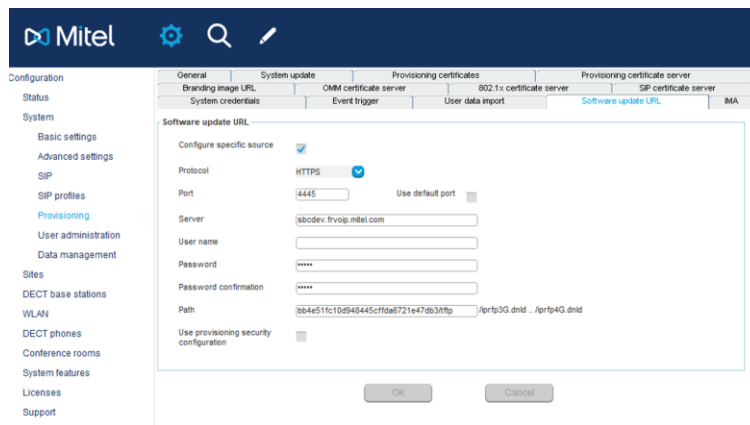 Mitel
Configuration
Status
System
Basic settings
Advanced settings
SIP
SIP profiles
Provisioning
User administration
Data management
Sites
DECT base stations
WLAN
DECT phones
Conference rooms
System features
Licenses
Support
General System update Provisioning certificates Provisioning certificate server
Branding image URL OMM certificate server 802.1x certificate server SIP certificate server
System credentials Event trigger User data import Software update URL IMA
Software update URL
Configure specific source
Protocol HTTPS
Port 4445 Use default port
Server sbcdev.frvoip.mitel.com
User name
Password •••••
Password confirmation •••••
Path bb4e51fc10d948445cffda6721e47db3/tftp /iprfp3G.dnld .. /iprfp4G.dnld
Use provisioning security
configuration
OK Cancel